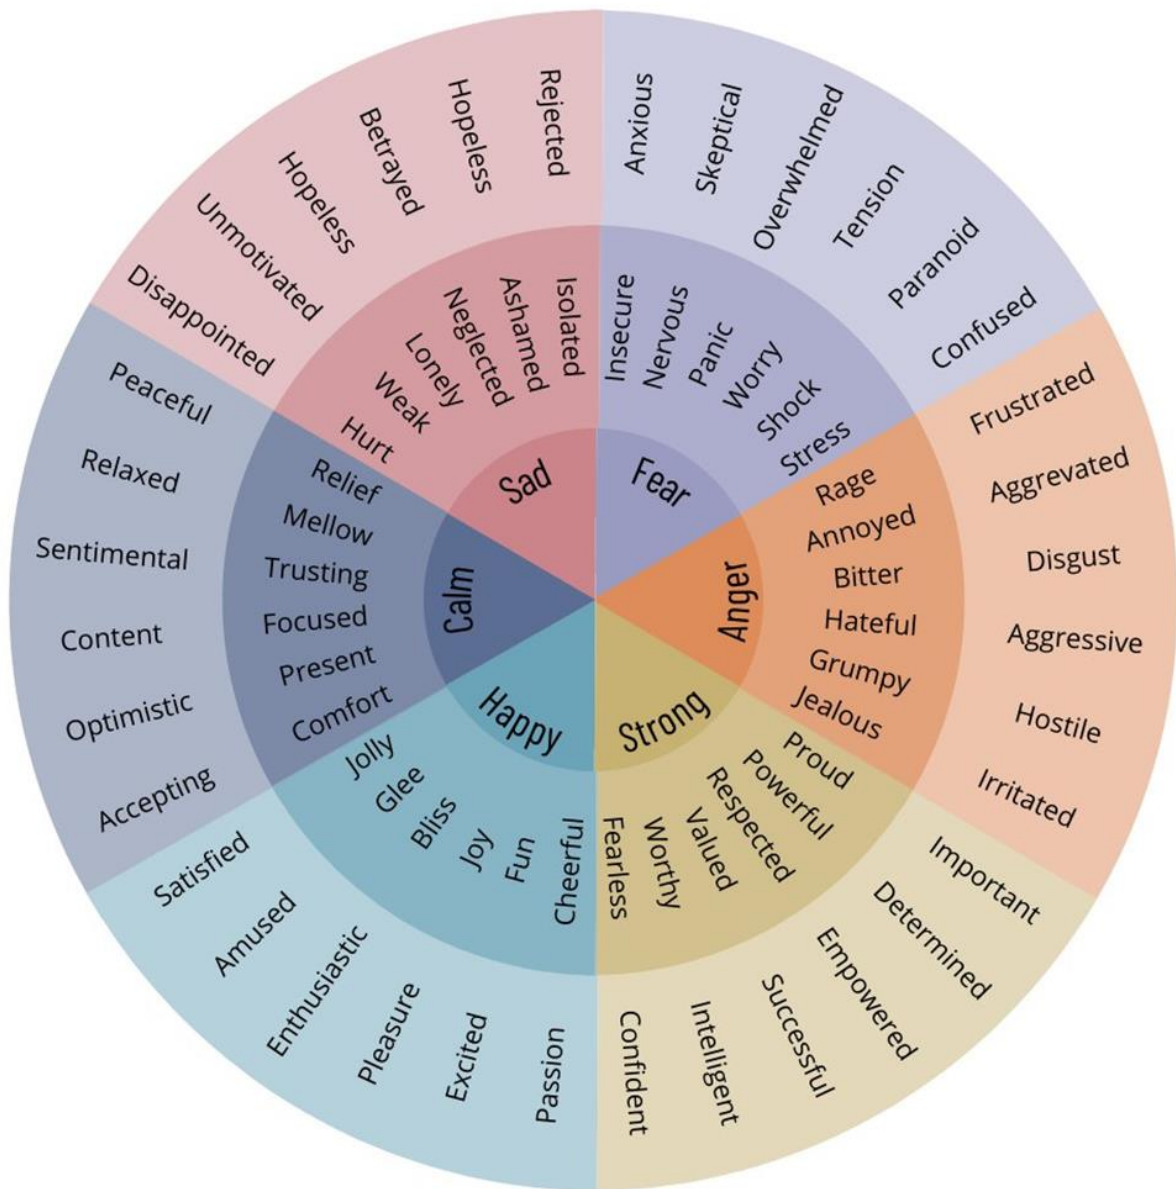 Sad
Isolated
Ashamed
Neglected
Lonely
Weak
Hurt
Rejected
Hopeless
Betrayed
Hopeless
Unmotivated
Disappointed
Fear
Insecure
Nervous
Panic
Worry
Shock
Stress
Anxious
Skeptical
Overwhelmed
Tension
Paranoid
Confused
Anger
Rage
Annoyed
Bitter
Hateful
Grumpy
Jealous
Frustrated
Aggrevated
Disgust
Aggressive
Hostile
Irritated
Strong
Proud
Powerful
Respected
Valued
Worthy
Fearless
Important
Determined
Empowered
Successful
Intelligent
Confident
Happy
Cheerful
Fun
Joy
Bliss
Glee
Jolly
Passion
Excited
Pleasure
Enthusiastic
Amused
Satisfied
Calm
Comfort
Present
Focused
Trusting
Mellow
Relief
Accepting
Optimistic
Content
Sentimental
Relaxed
Peaceful